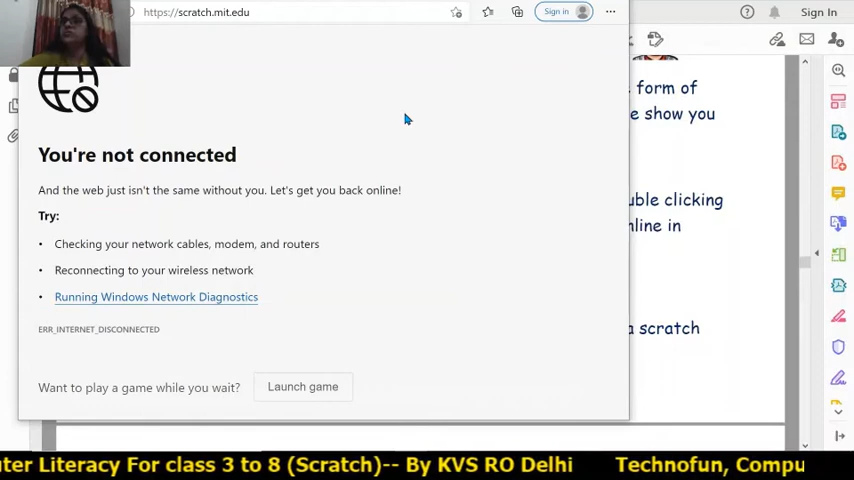 https://scratch.mit.edu
Sign in
Sign In
form of
e show you
You're not connected
And the web just isn't the same without you. Let's get you back online!
uble clicking
Try:
nline in
Checking your network cables, modem, and routers
Reconnecting to your wireless network
Running Windows Network Diagnostics
a scratch
ERR_INTERNET_DISCONNECTED
Want to play a game while you wait?
Launch game
uter Literacy For class 3 to 8 (Scratch)-- By KVS RO Delhi Technofun, Compu